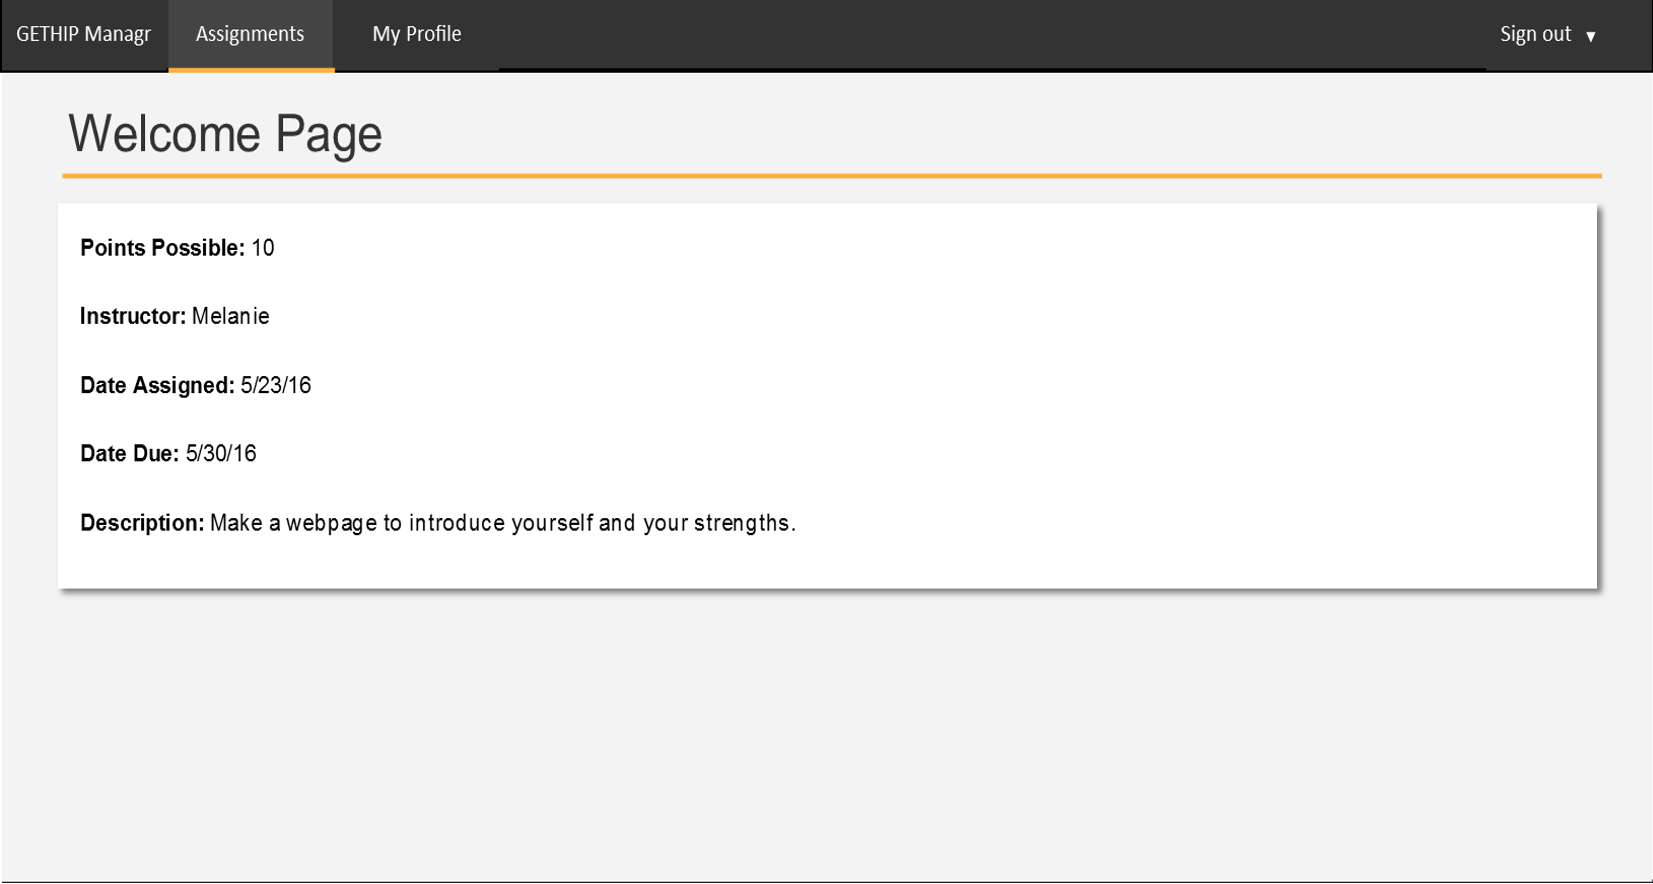 GETHIP Managr Assignments My Profile Sign out ▼
Welcome Page
Points Possible: 10
Instructor: Melanie
Date Assigned: 5/23/16
Date Due: 5/30/16
Description: Make a webpage to introduce yourself and your strengths.